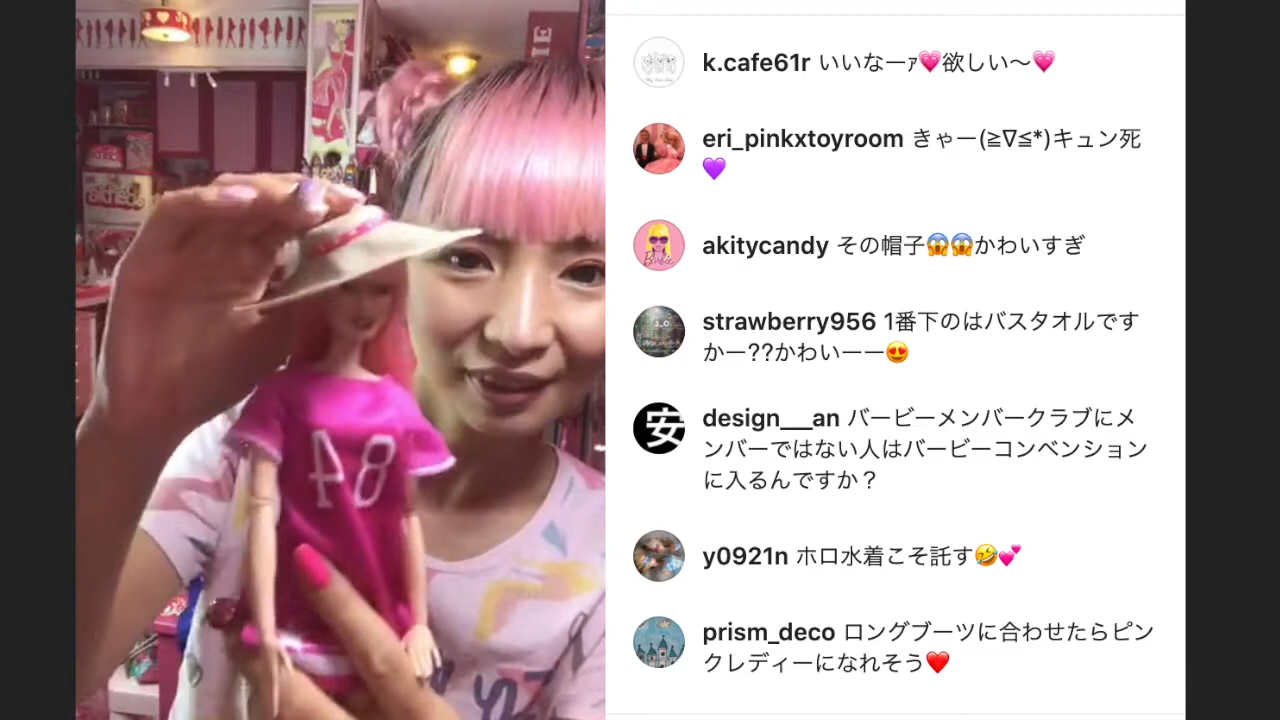 k.cafe61r いいなーｧ💗欲しい〜💗
eri_pinkxtoyroom きゃー(≧∇≦*)キュン死
💜
akitycandy その帽子😱😱かわいすぎ
strawberry956 1番下のはバスタオルです
かー??かわいーー😍
design___an バービーメンバークラブにメ
ンバーではない人はバービーコンベンション
に入るんですか？
y0921n ホロ水着こそ託す🤣💕
prism_deco ロングブーツに合わせたらピン
クレディーになれそう❤️
安
Barbie